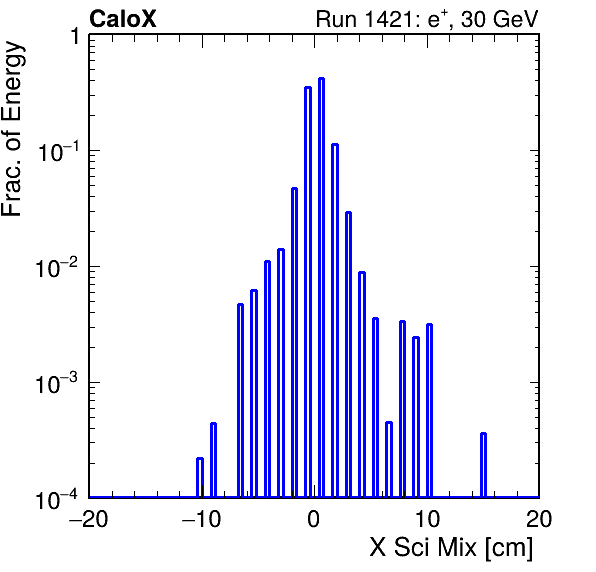 CaloX Run 1421: e⁺, 30 GeV
Frac. of Energy
1
10⁻¹
10⁻²
10⁻³
10⁻⁴
−20 −10 0 10 20
X Sci Mix [cm]